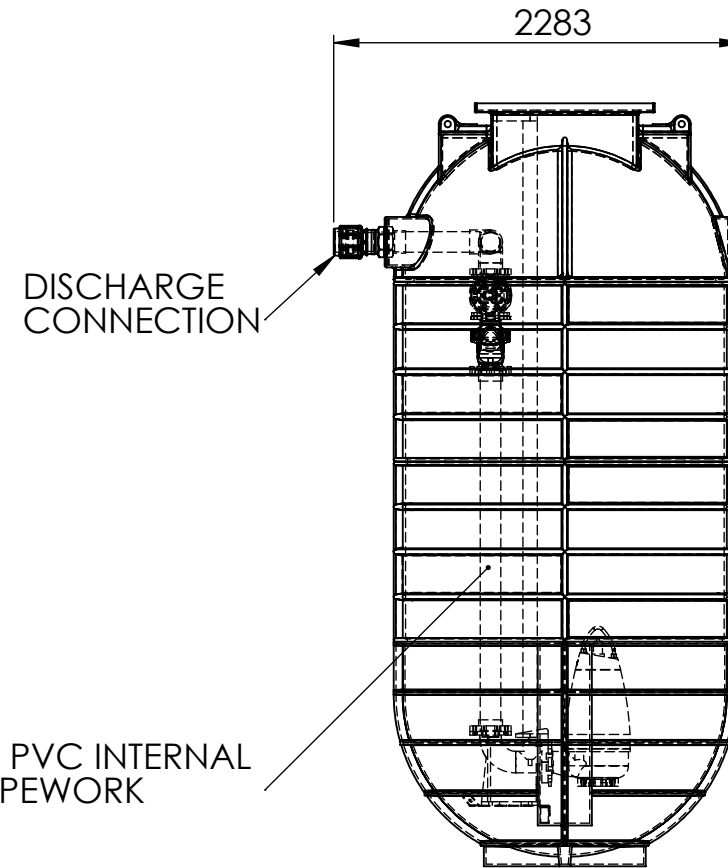 2283
DISCHARGE
CONNECTION
PVC INTERNAL
PEWORK